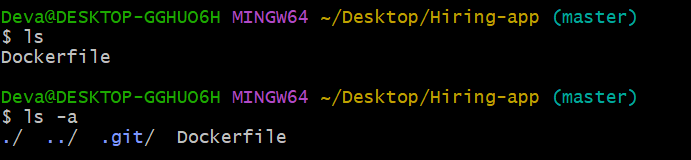 Deva@DESKTOP-GGHUO6H MINGW64 ~/Desktop/Hiring-app (master)
$ ls
Dockerfile
Deva@DESKTOP-GGHUO6H MINGW64 ~/Desktop/Hiring-app (master)
$ ls -a
./  ../  .git/  Dockerfile